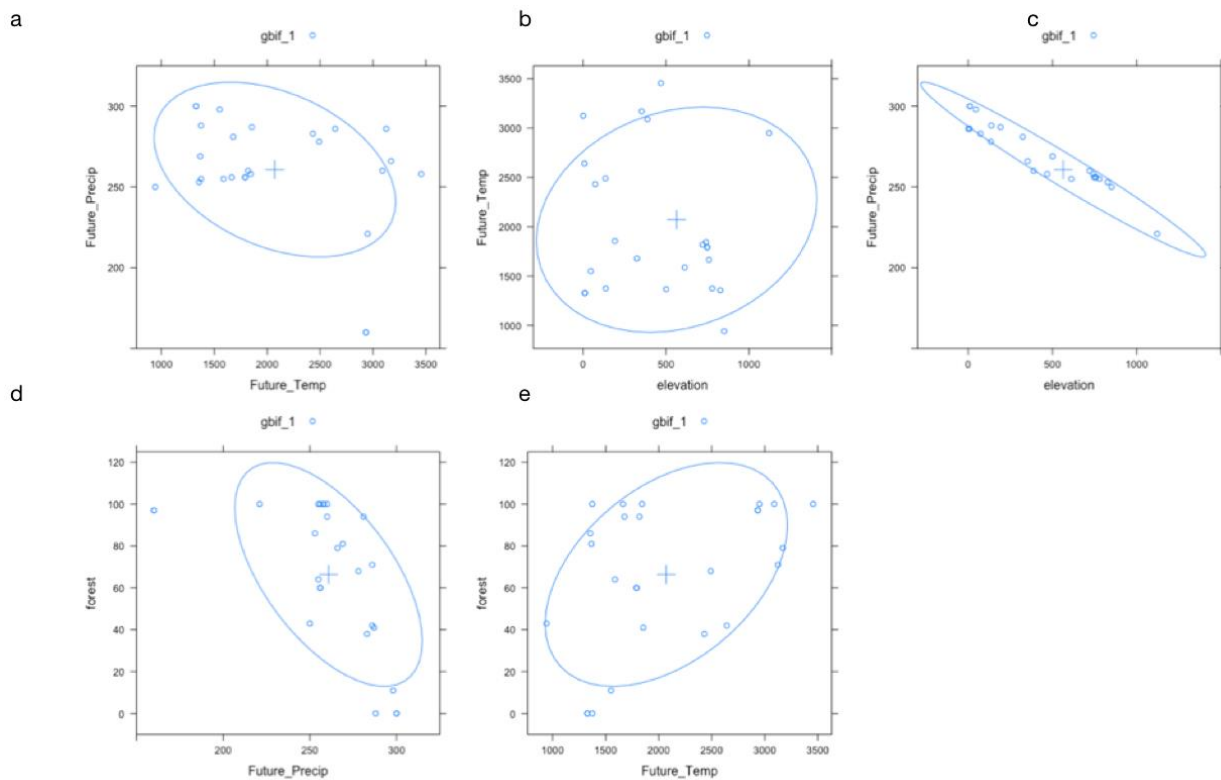 a
gbif_1
Future_Precip
300
250
200
1000 1500 2000 2500 3000 3500
Future_Temp
b
gbif_1
Future_Temp
3500
3000
2500
2000
1500
1000
0 500 1000
elevation
c
gbif_1
Future_Precip
300
250
200
0 500 1000
elevation
d
gbif_1
forest
120
100
80
60
40
20
0
200 250 300
Future_Precip
e
gbif_1
forest
120
100
80
60
40
20
0
1000 1500 2000 2500 3000 3500
Future_Temp